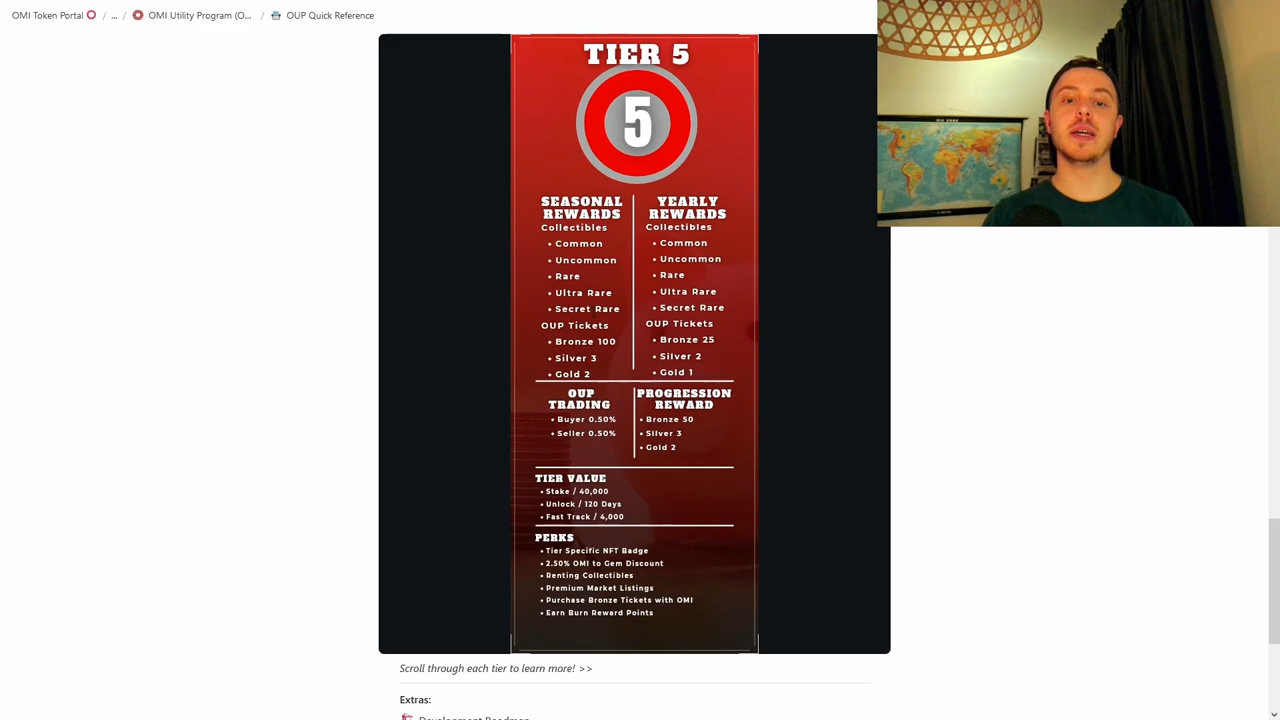 OMI Token Portal / ... / OMI Utility Program (O... / OUP Quick Reference
TIER 5
5
SEASONAL
REWARDS
Collectibles
• Common
• Uncommon
• Rare
• Ultra Rare
• Secret Rare
OUP Tickets
• Bronze 100
• Silver 3
• Gold 2
YEARLY
REWARDS
Collectibles
• Common
• Uncommon
• Rare
• Ultra Rare
• Secret Rare
OUP Tickets
• Bronze 25
• Silver 2
• Gold 1
OUP
TRADING
• Buyer 0.50%
• Seller 0.50%
PROGRESSION
REWARD
• Bronze 50
• Silver 3
• Gold 2
TIER VALUE
• Stake / 40,000
• Unlock / 120 Days
• Fast Track / 4,000
PERKS
• Tier Specific NFT Badge
• 2.50% OMI to Gem Discount
• Renting Collectibles
• Premium Market Listings
• Purchase Bronze Tickets with OMI
• Earn Burn Reward Points
Scroll through each tier to learn more! >>
Extras: